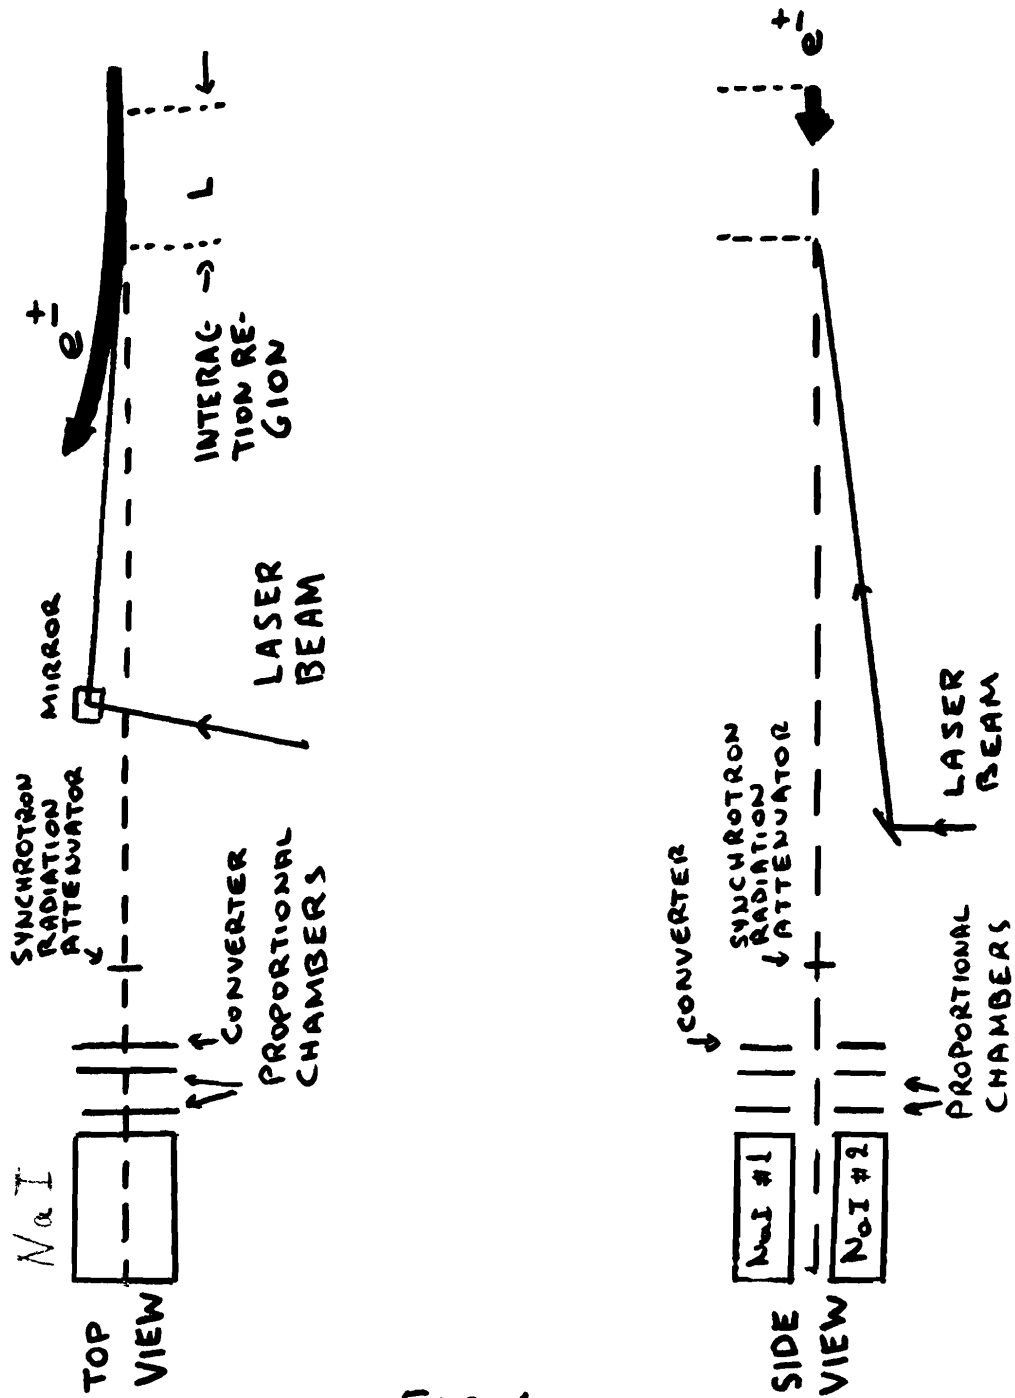 TOP
VIEW
NaI
SYNCHROTRON
RADIATION
ATTENUATOR
MIRROR
e±
CONVERTER
PROPORTIONAL
CHAMBERS
LASER
BEAM
INTERAC-
TION RE-
GION
L
SIDE
VIEW
NaI #1
NaI #2
CONVERTER
SYNCHROTRON
RADIATION
ATTENUATOR
PROPORTIONAL
CHAMBERS
LASER
BEAM
e±